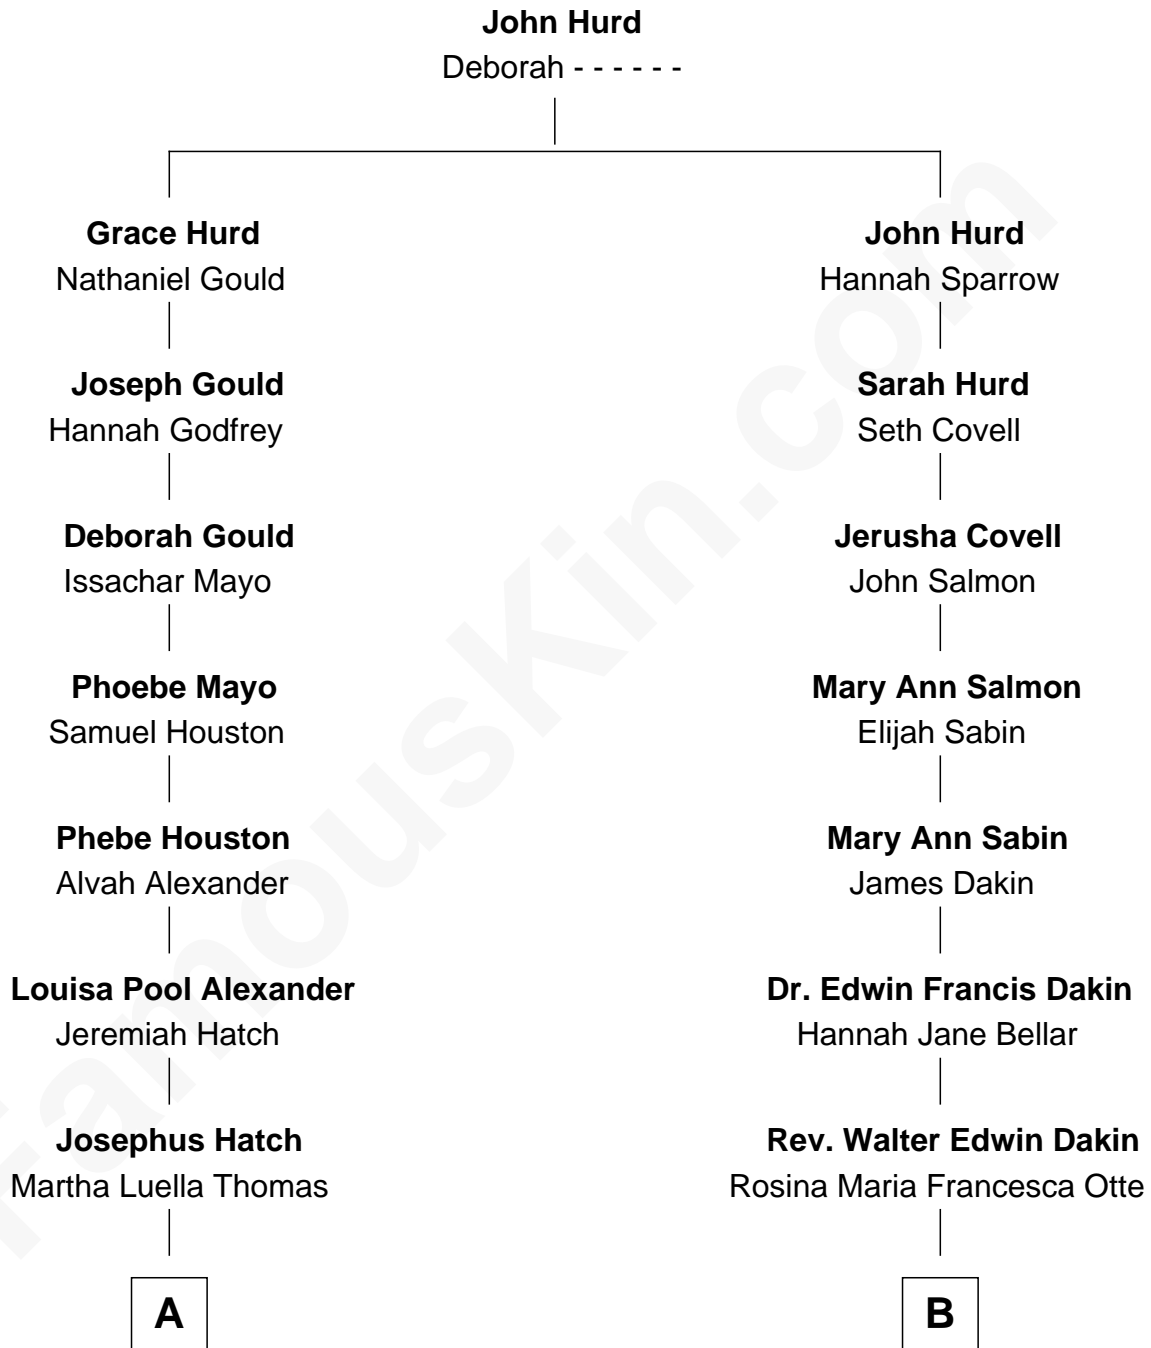 John Hurd
Deborah - - - - - -
Grace Hurd
Nathaniel Gould
John Hurd
Hannah Sparrow
Joseph Gould
Hannah Godfrey
Sarah Hurd
Seth Covell
Deborah Gould
Issachar Mayo
Jerusha Covell
John Salmon
Phoebe Mayo
Samuel Houston
Mary Ann Salmon
Elijah Sabin
Phebe Houston
Alvah Alexander
Mary Ann Sabin
James Dakin
Louisa Pool Alexander
Jeremiah Hatch
Dr. Edwin Francis Dakin
Hannah Jane Bellar
Josephus Hatch
Martha Luella Thomas
Rev. Walter Edwin Dakin
Rosina Maria Francesca Otte
A
B
FamousKin.com